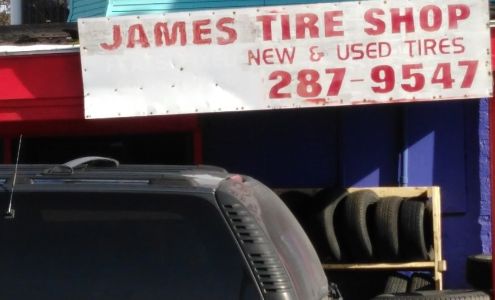 JAMES TIRE SHOP
NEW & USED TIRES
287-9547